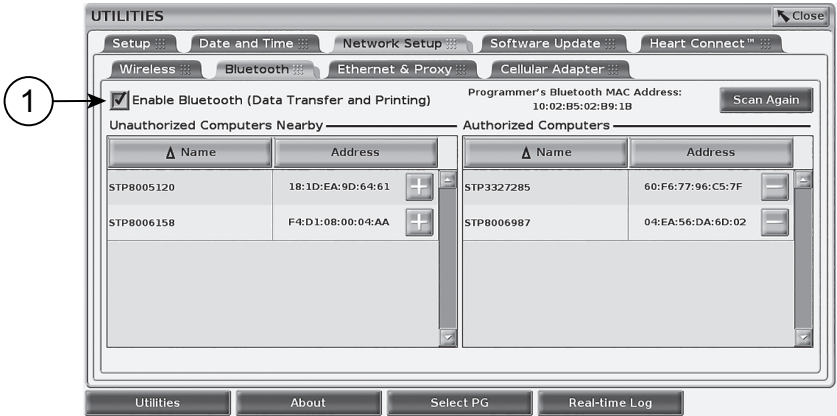 UTILITIES
Close
Setup Date and Time Network Setup Software Update Heart Connect™
Wireless Bluetooth Ethernet & Proxy Cellular Adapter
1
Enable Bluetooth (Data Transfer and Printing)
Programmer's Bluetooth MAC Address:
10:02:B5:02:B9:1B
Scan Again
Unauthorized Computers Nearby
Authorized Computers
Name Address Name Address
STP8005120 18:1D:EA:9D:64:61 + STP3327285 60:F6:77:96:C5:7F −
STP8006158 F4:D1:08:00:04:AA + STP8006987 04:EA:56:DA:6D:02 −
Utilities About Select PG Real-time Log